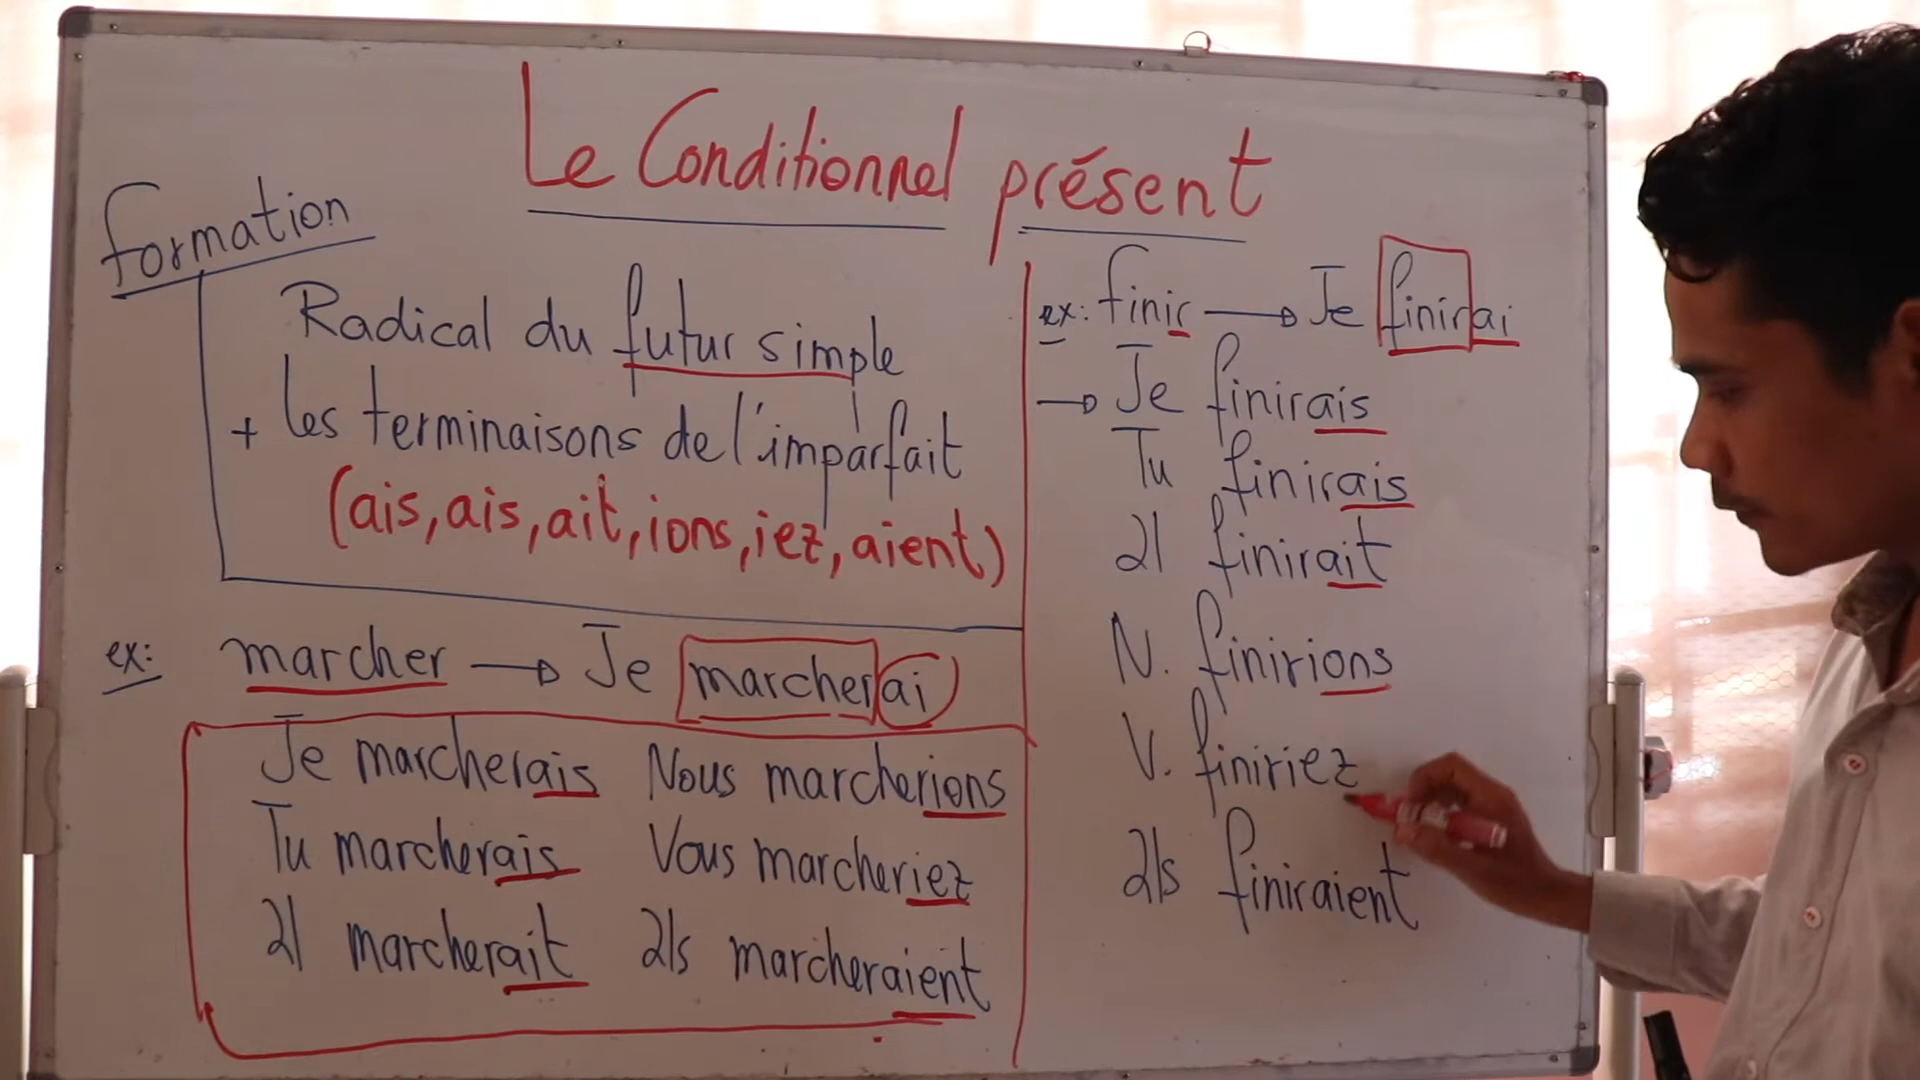 Le Conditionnel présent
formation
Radical du futur simple
+ les terminaisons de l'imparfait
(ais, ais, ait, ions, iez, aient)
ex: marcher → Je marcherai
Je marcherais Nous marcherions
Tu marcherais Vous marcheriez
Il marcherait Ils marcheraient
ex: finir → Je finirai
→ Je finirais
Tu finirais
Il finirait
N. finirions
V. finiriez
Ils finiraient